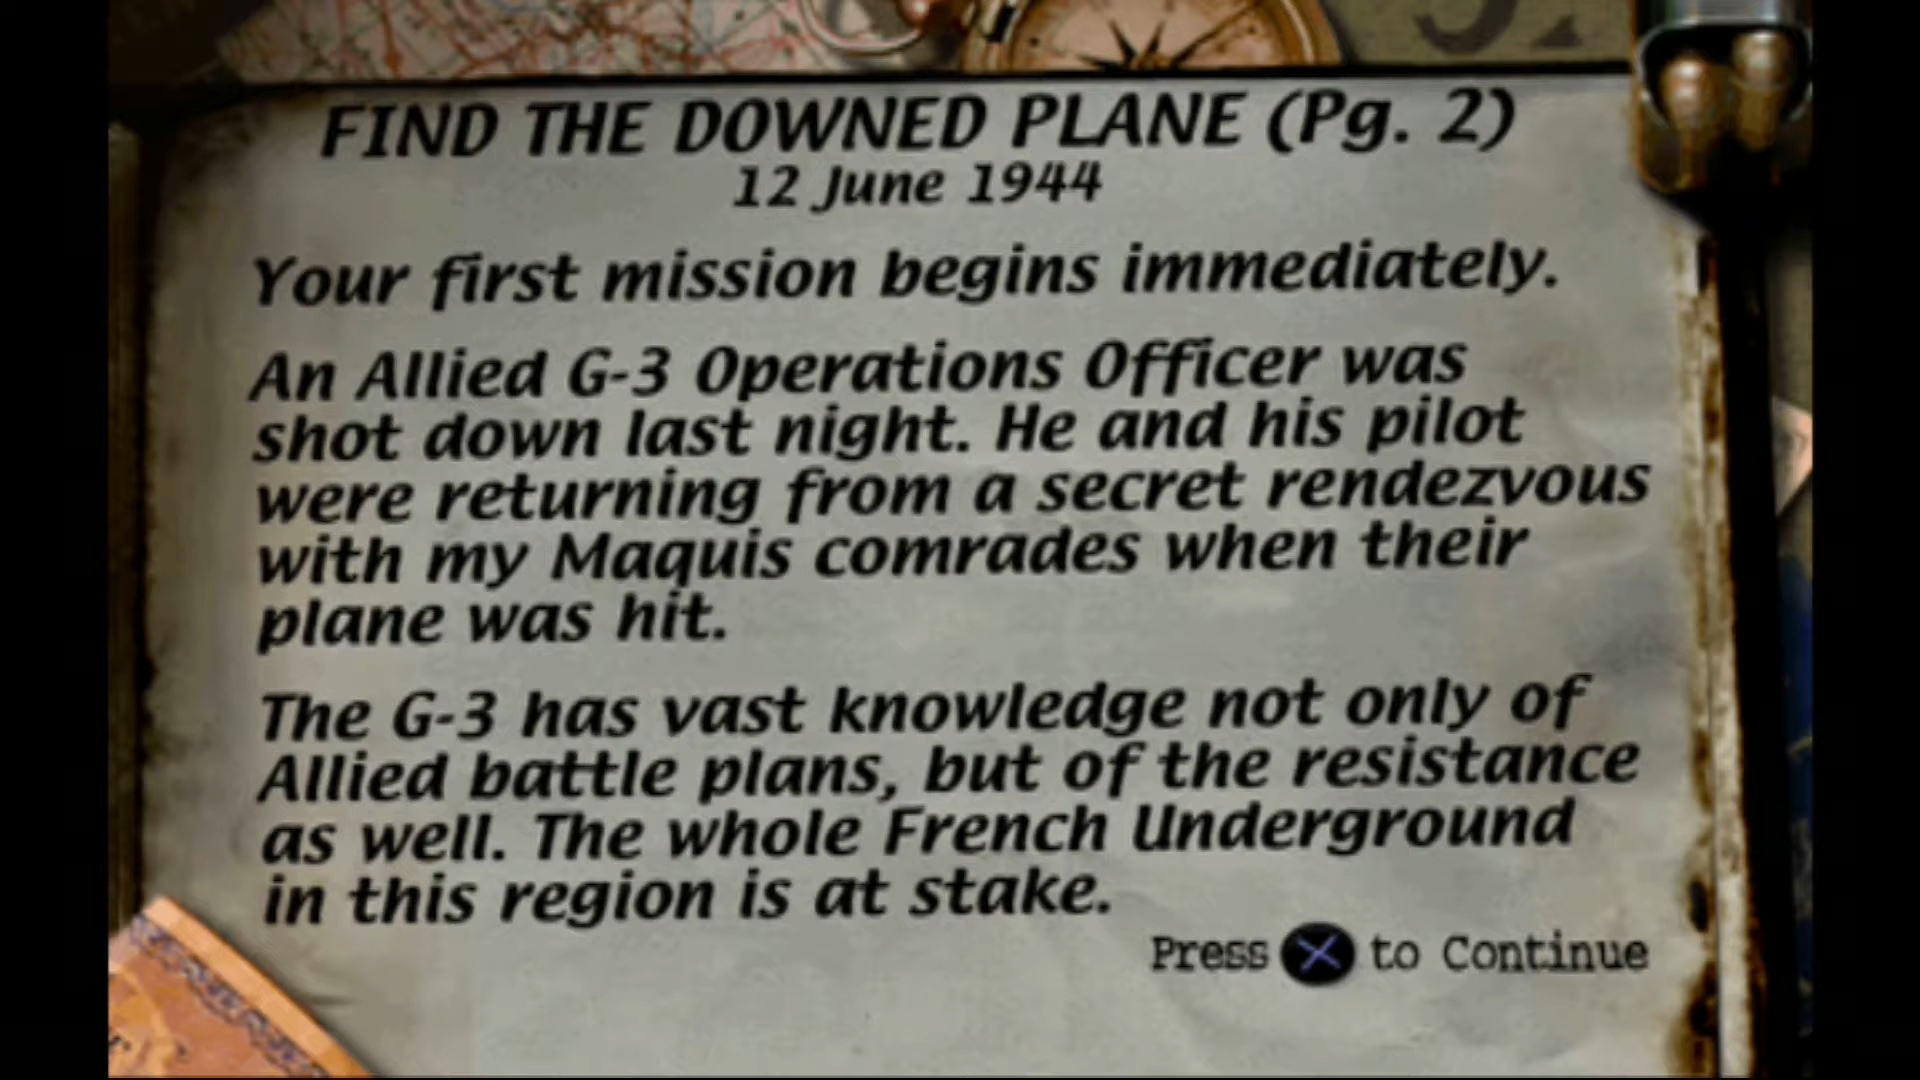 FIND THE DOWNED PLANE (Pg. 2)
12 June 1944
Your first mission begins immediately.
An Allied G-3 Operations Officer was
shot down last night. He and his pilot
were returning from a secret rendezvous
with my Maquis comrades when their
plane was hit.
The G-3 has vast knowledge not only of
Allied battle plans, but of the resistance
as well. The whole French Underground
in this region is at stake.
Press X to Continue